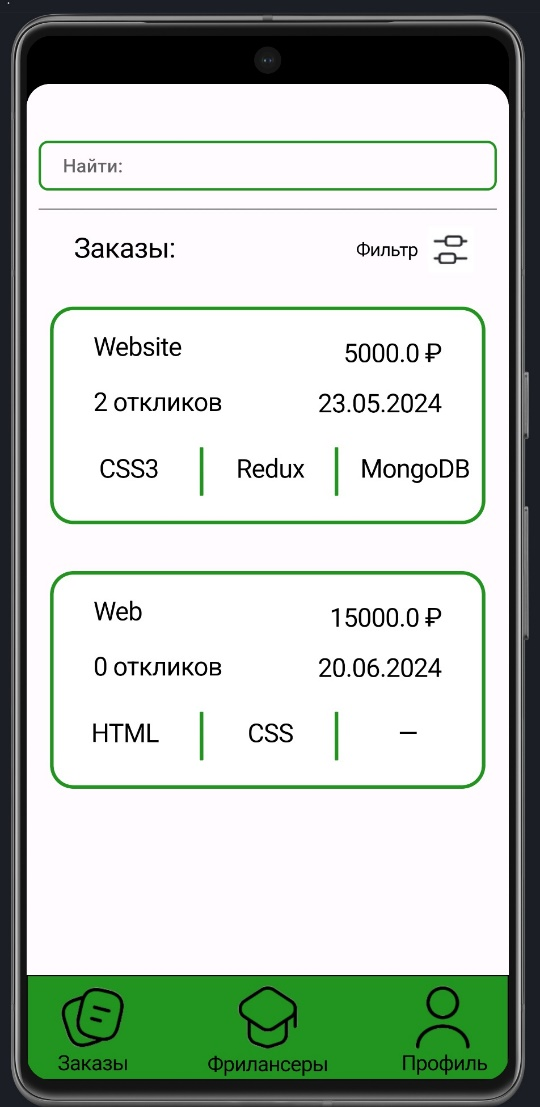 Найти:
Заказы:
Фильтр
Website
5000.0 ₽
2 откликов
23.05.2024
CSS3
Redux
MongoDB
Web
15000.0 ₽
0 откликов
20.06.2024
HTML
CSS
—
Заказы
Фрилансеры
Профиль